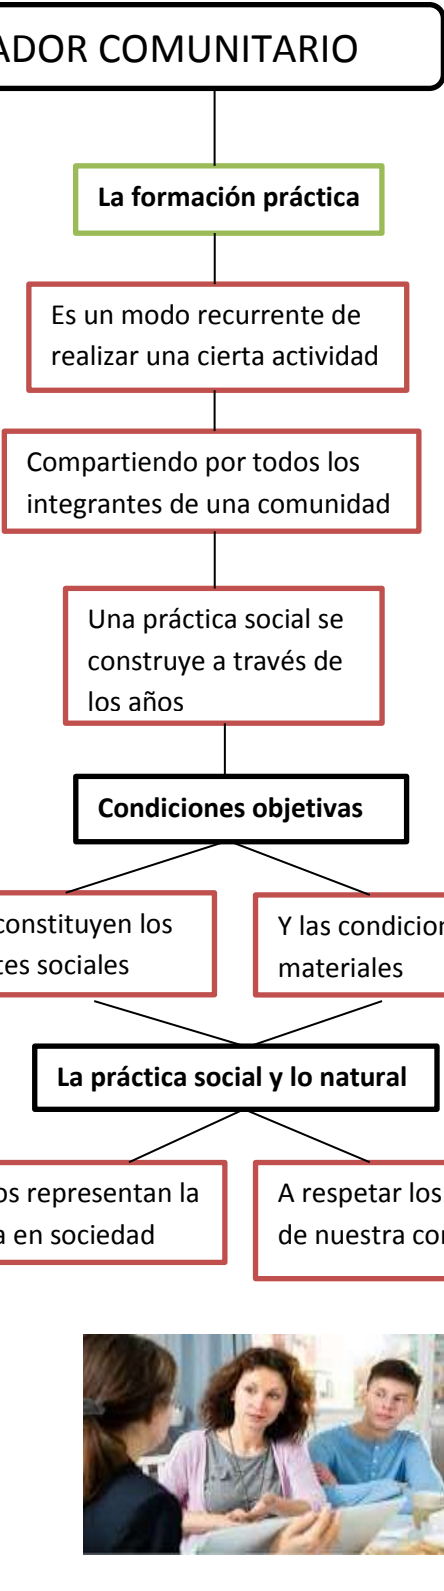 ADOR COMUNITARIO
La formación práctica
Es un modo recurrente de
realizar una cierta actividad
Compartiendo por todos los
integrantes de una comunidad
Una práctica social se
construye a través de
los años
Condiciones objetivas
constituyen los
tes sociales
Y las condicion
materiales
La práctica social y lo natural
os representan la
a en sociedad
A respetar los
de nuestra co